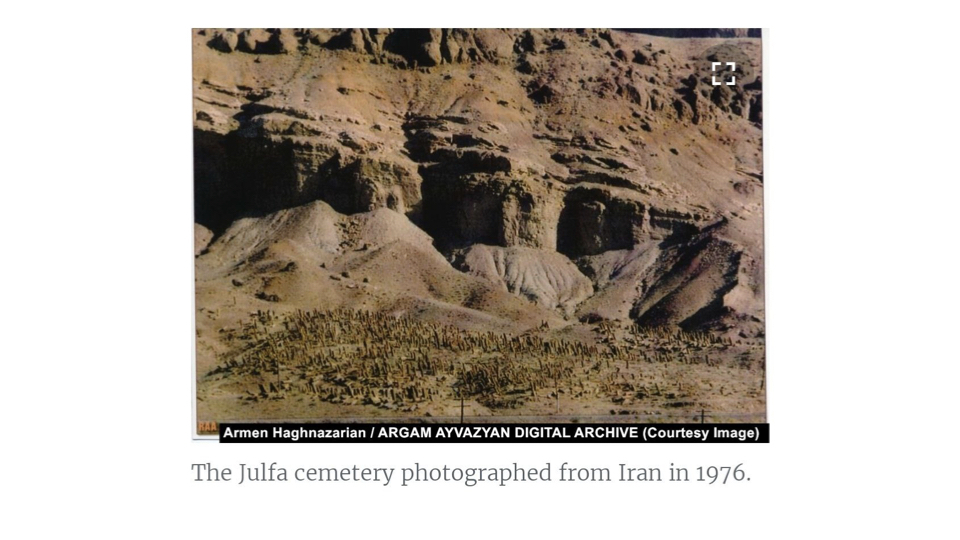 Armen Haghnazarian / ARGAM AYVAZYAN DIGITAL ARCHIVE (Courtesy Image)
The Julfa cemetery photographed from Iran in 1976.